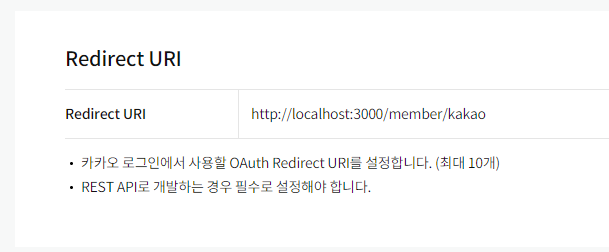 Redirect URI
Redirect URI http://localhost:3000/member/kakao
• 카카오 로그인에서 사용할 OAuth Redirect URI를 설정합니다. (최대 10개)
• REST API로 개발하는 경우 필수로 설정해야 합니다.